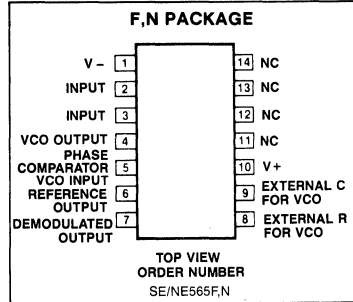 F,N PACKAGE
V – 1
INPUT 2
INPUT 3
VCO OUTPUT 4
PHASE
COMPARATOR 5
VCO INPUT
REFERENCE 6
OUTPUT
DEMODULATED 7
OUTPUT
14 NC
13 NC
12 NC
11 NC
10 V+
9 EXTERNAL C
FOR VCO
8 EXTERNAL R
FOR VCO
TOP VIEW
ORDER NUMBER
SE/NE565F,N